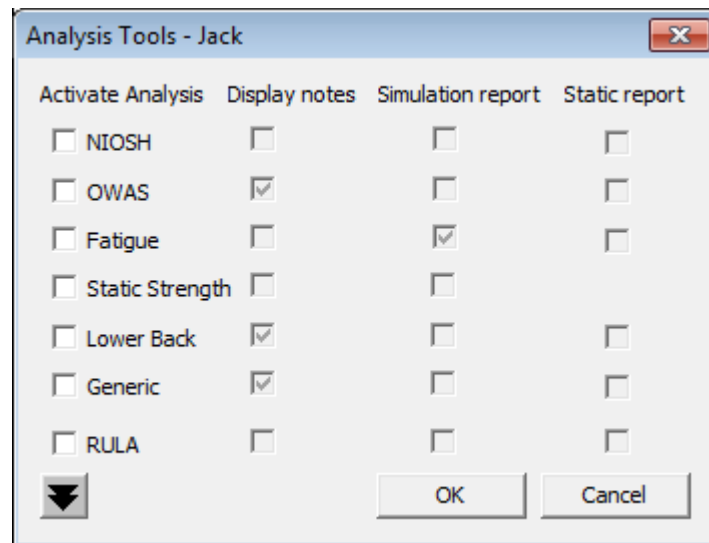 Analysis Tools - Jack
Activate Analysis Display notes Simulation report Static report
NIOSH
OWAS
Fatigue
Static Strength
Lower Back
Generic
RULA
OK Cancel